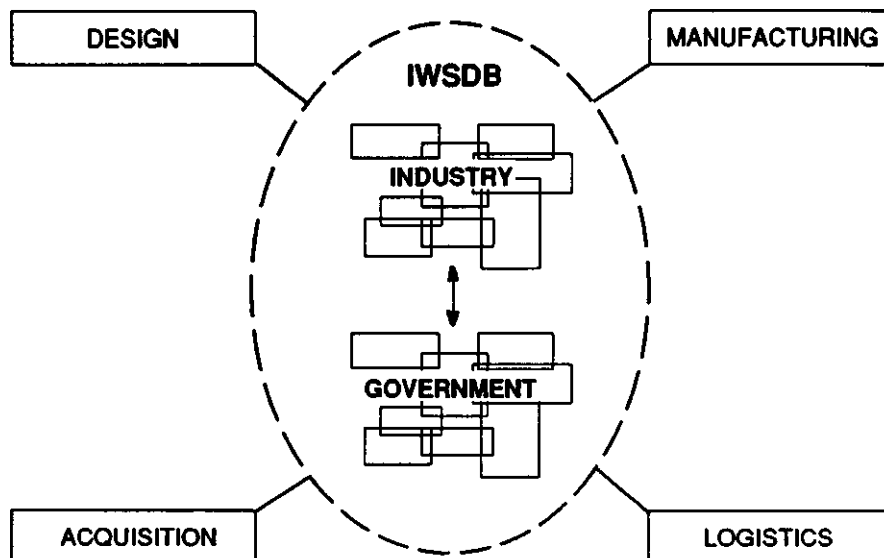 DESIGN
MANUFACTURING
IWSDB
INDUSTRY
GOVERNMENT
ACQUISITION
LOGISTICS